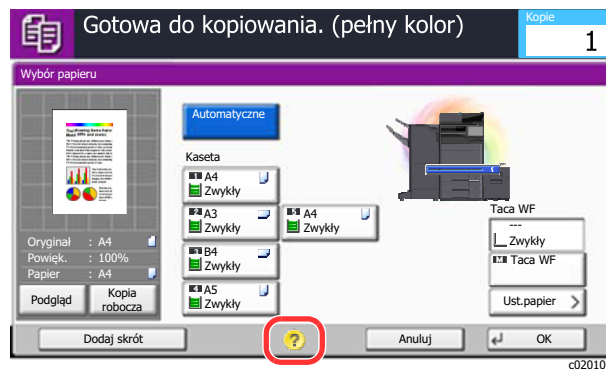 Gotowa do kopiowania. (pełny kolor)
Kopie
1
Wybór papieru
Automatyczne
Kaseta
1 A4
Zwykły
2 A3
Zwykły
5 A4
Zwykły
3 B4
Zwykły
4 A5
Zwykły
Taca WF
---
Zwykły
MP Taca WF
Ust.papier
Oryginał : A4
Powięk. : 100%
Papier : A4
Podgląd
Kopia
robocza
Dodaj skrót
?
Anuluj
OK
c02010